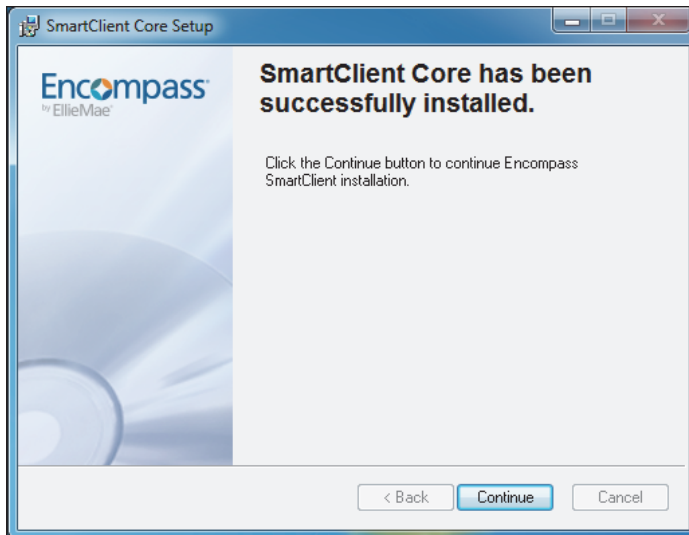 SmartClient Core Setup
Encompass
by EllieMae
SmartClient Core has been
successfully installed.
Click the Continue button to continue Encompass
SmartClient installation.
< Back
Continue
Cancel